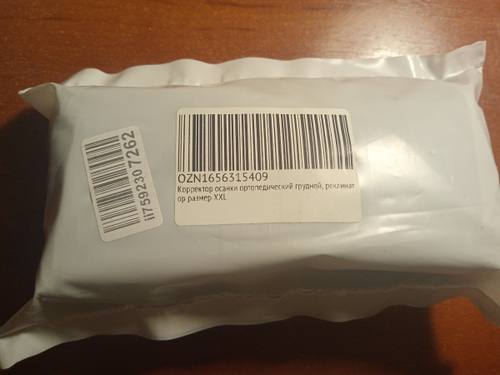 OZN1656315409
Корректор осанки ортопедический грудной, реклинат
ор размер XXL
ii7592307262